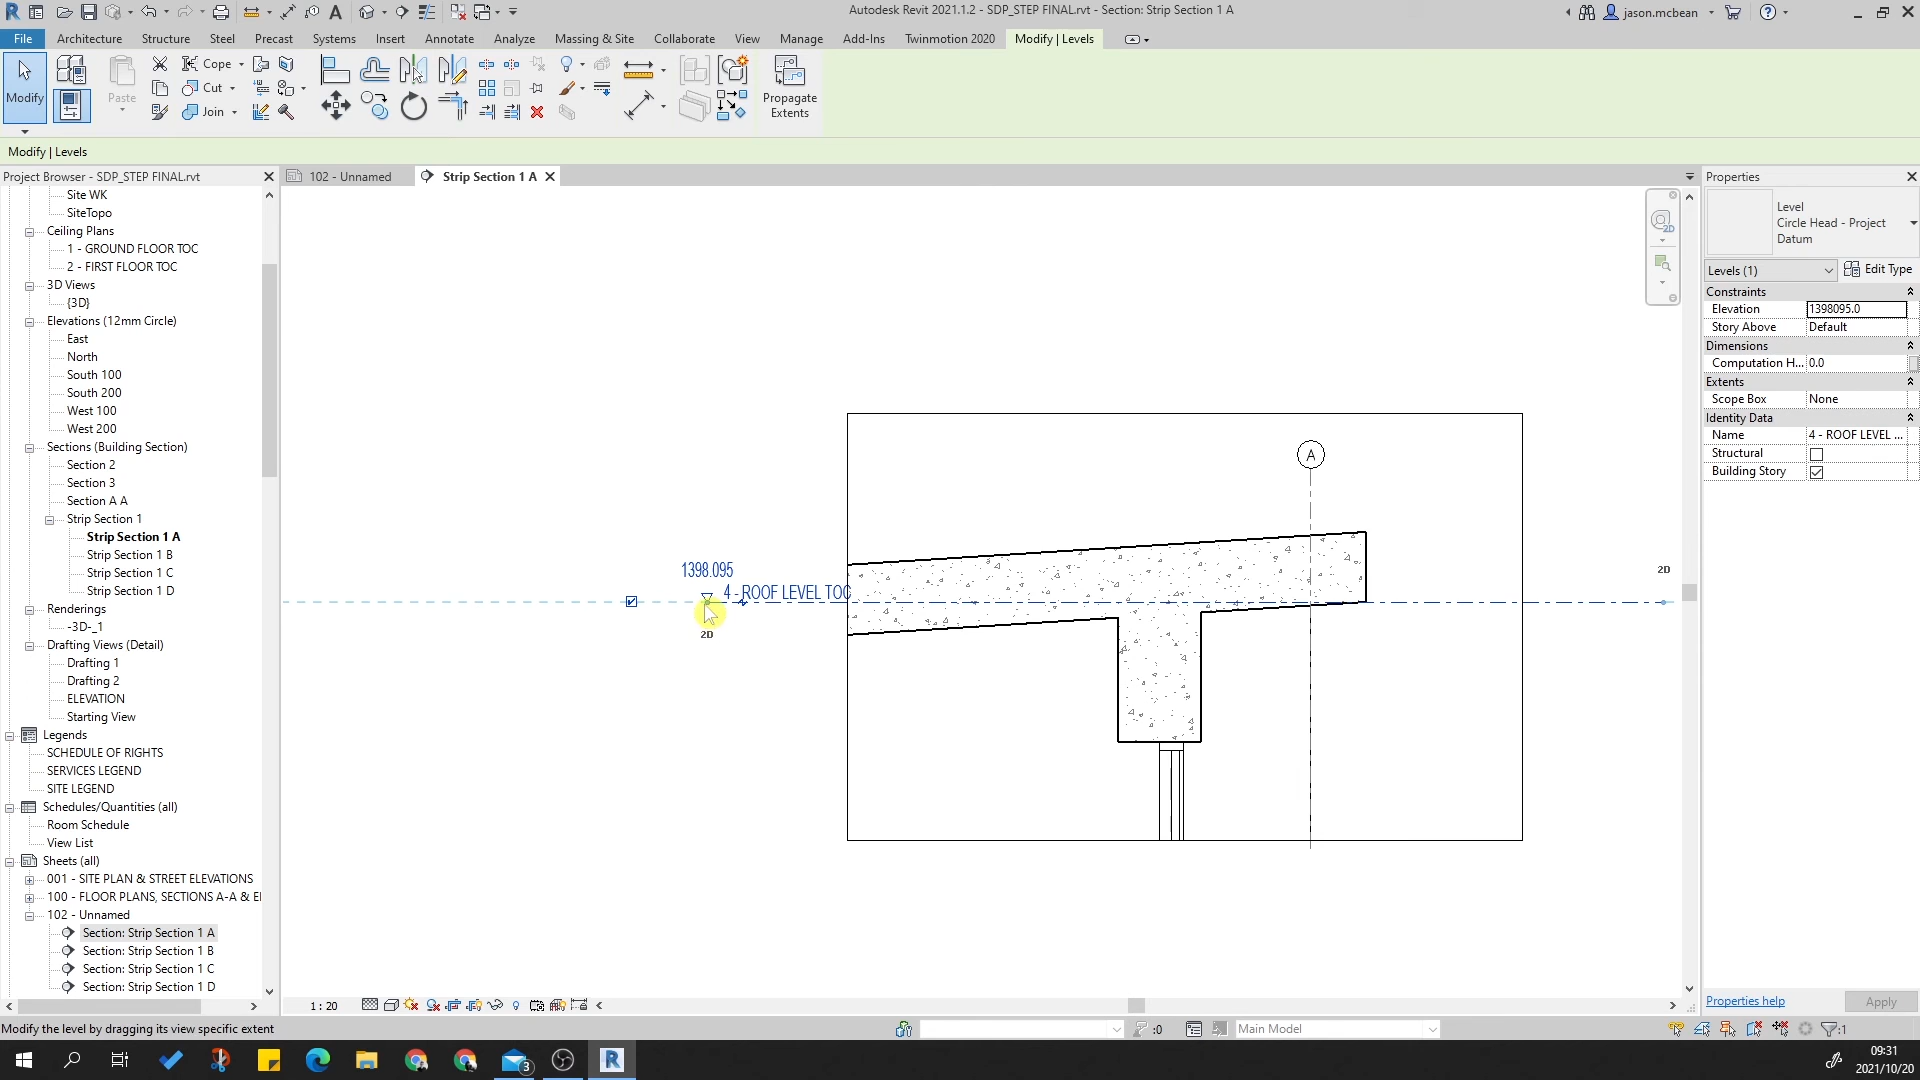 Autodesk Revit 2021.1.2 - SDP_STEP FINAL.rvt - Section: Strip Section 1 A
jason.mcbean
File Architecture Structure Steel Precast Systems Insert Annotate Analyze Massing & Site Collaborate View Manage Add-Ins Twinmotion 2020 Modify | Levels
Modify
Paste
Cope
Cut
Join
Propagate
Extents
Modify | Levels
Project Browser - SDP_STEP FINAL.rvt
Site WK
SiteTopo
Ceiling Plans
1 - GROUND FLOOR TOC
2 - FIRST FLOOR TOC
3D Views
{3D}
Elevations (12mm Circle)
East
North
South 100
South 200
West 100
West 200
Sections (Building Section)
Section 2
Section 3
Section A A
Strip Section 1
Strip Section 1 A
Strip Section 1 B
Strip Section 1 C
Strip Section 1 D
Renderings
-3D-_1
Drafting Views (Detail)
Drafting 1
Drafting 2
ELEVATION
Starting View
Legends
SCHEDULE OF RIGHTS
SERVICES LEGEND
SITE LEGEND
Schedules/Quantities (all)
Room Schedule
View List
Sheets (all)
001 - SITE PLAN & STREET ELEVATIONS
100 - FLOOR PLANS, SECTIONS A-A & El
102 - Unnamed
Section: Strip Section 1 A
Section: Strip Section 1 B
Section: Strip Section 1 C
Section: Strip Section 1 D
102 - Unnamed
Strip Section 1 A
2D
A
1398.095
4 - ROOF LEVEL TOC
2D
2D
Properties
Level
Circle Head - Project
Datum
Levels (1)
Edit Type
Constraints
Elevation 1398095.0
Story Above Default
Dimensions
Computation H... 0.0
Extents
Scope Box None
Identity Data
Name 4 - ROOF LEVEL ...
Structural
Building Story
Properties help
Apply
1 : 20
Modify the level by dragging its view specific extent
:0
Main Model
:1
3
09:31
2021/10/20